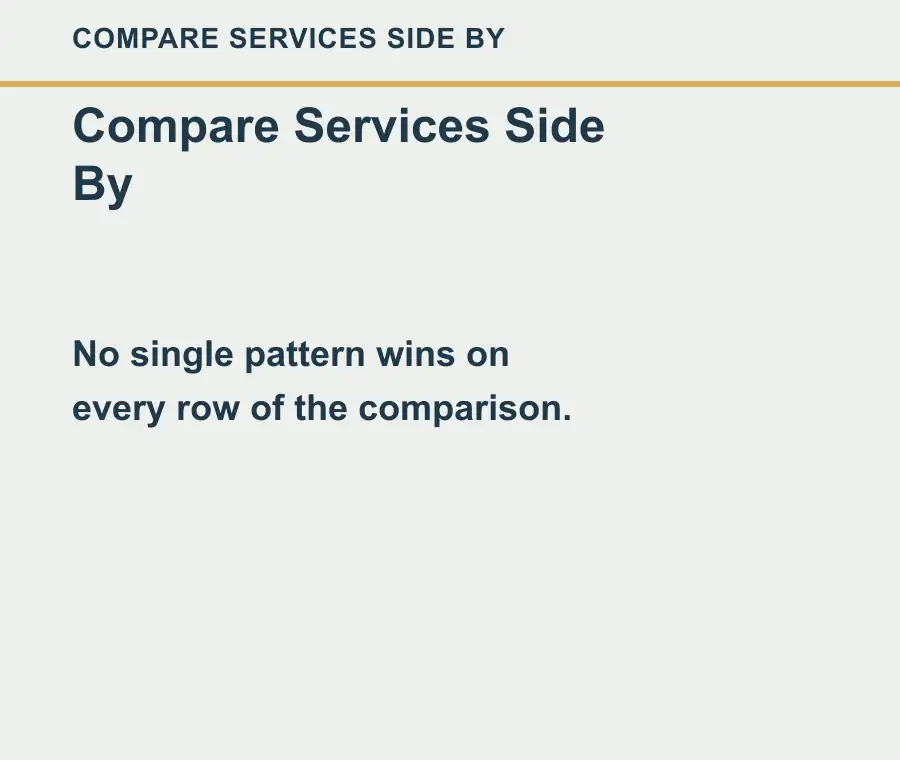 COMPARE SERVICES SIDE BY
Compare Services Side
By
No single pattern wins on
every row of the comparison.